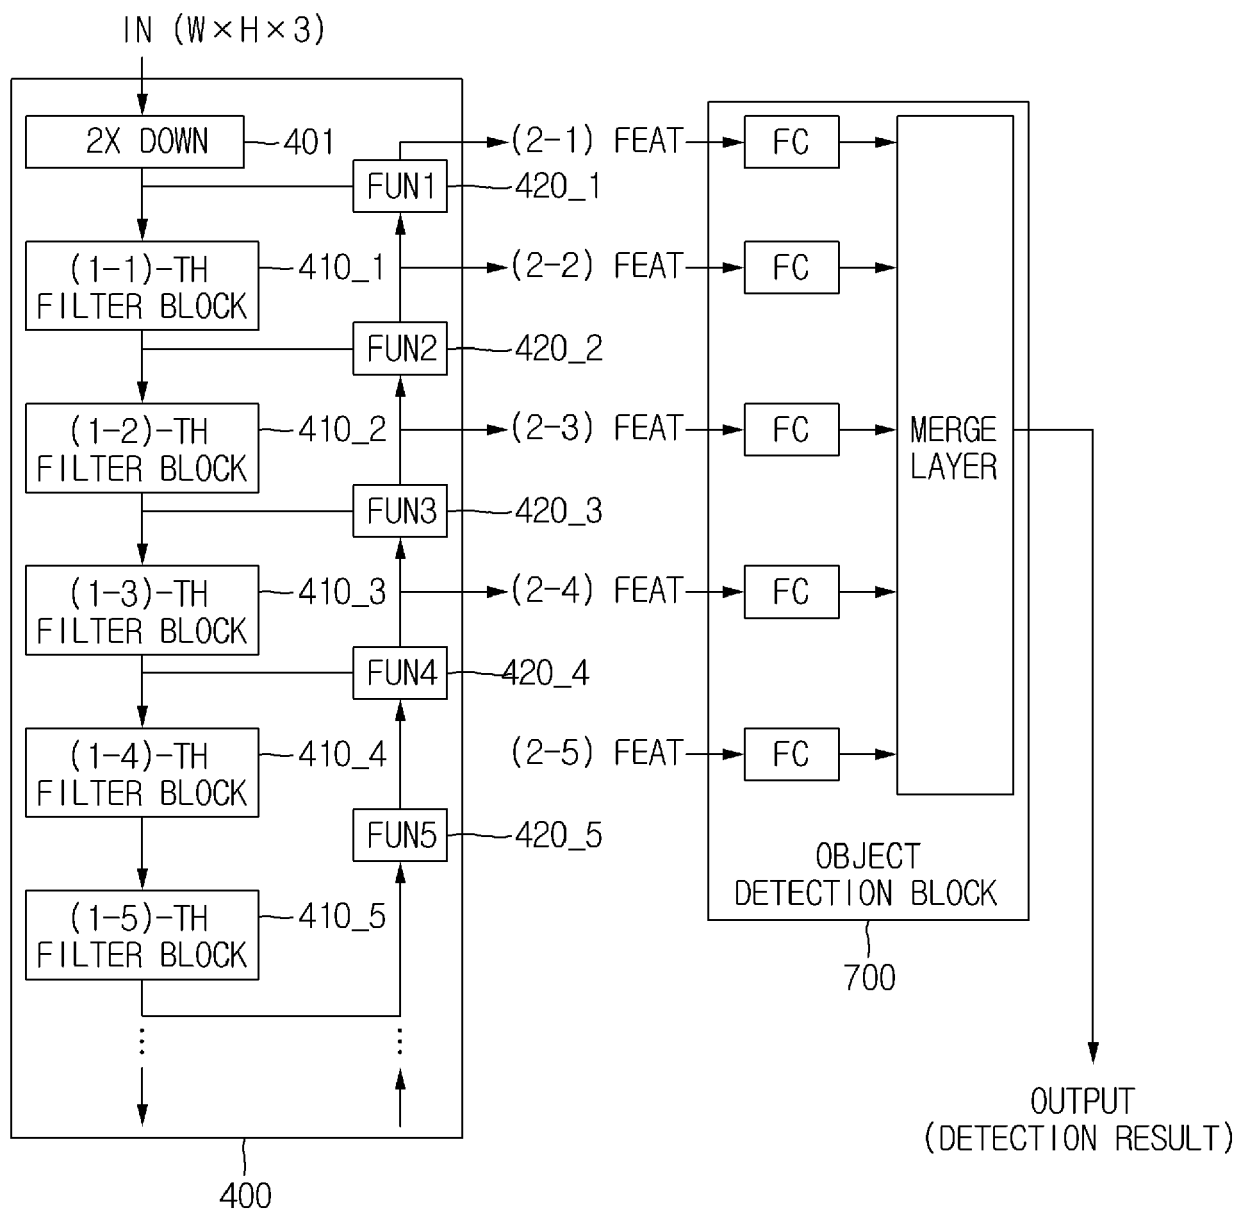 IN (W×H×3)
2X DOWN
401
FUN1
420_1
(2-1) FEAT
FC
(1-1)-TH
FILTER BLOCK
410_1
(2-2) FEAT
FC
FUN2
420_2
(1-2)-TH
FILTER BLOCK
410_2
(2-3) FEAT
FC
MERGE
LAYER
FUN3
420_3
(1-3)-TH
FILTER BLOCK
410_3
(2-4) FEAT
FC
FUN4
420_4
(1-4)-TH
FILTER BLOCK
410_4
(2-5) FEAT
FC
FUN5
420_5
OBJECT
DETECTION BLOCK
(1-5)-TH
FILTER BLOCK
410_5
700
OUTPUT
(DETECTION RESULT)
400